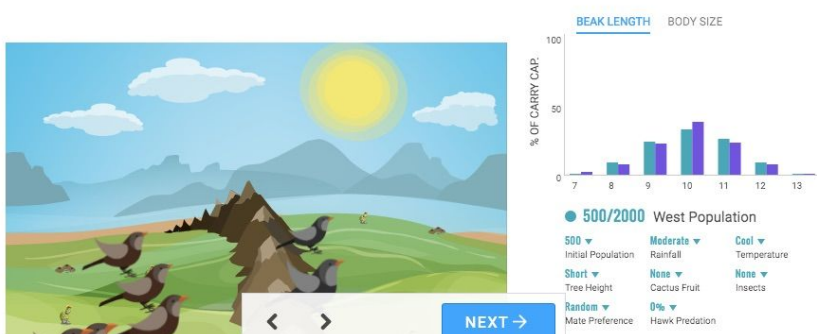 BEAK LENGTH BODY SIZE
100
% OF CARRY CAP.
50
0
7 8 9 10 11 12 13
500/2000 West Population
500 Moderate Cool
Initial Population Rainfall Temperature
Short None None
Tree Height Cactus Fruit Insects
Random 0%
Mate Preference Hawk Predation
NEXT